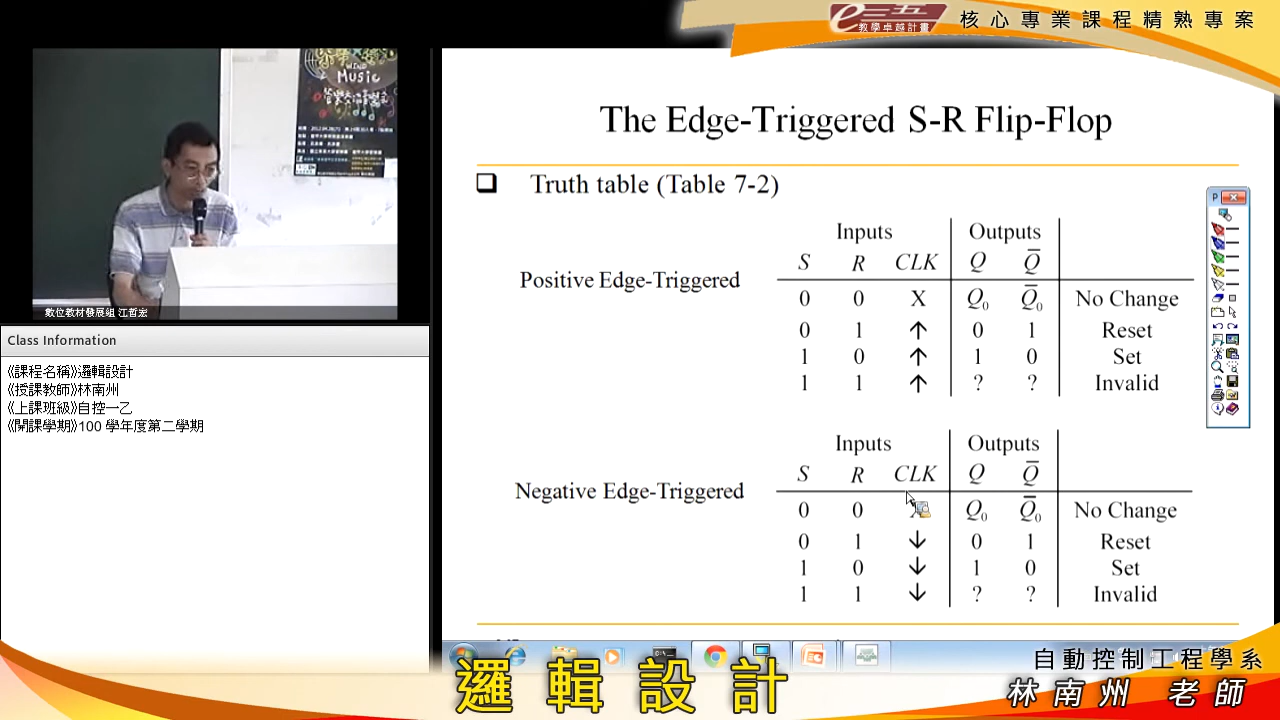 e三五
教學卓越計畫
核心專業課程精熟專案
WIND
Music
數位教材發展組 江哲宏
Class Information
《課程名稱》邏輯設計
《授課教師》林南州
《上課班級》自控一乙
《開課學期》100 學年度第二學期
The Edge-Triggered S-R Flip-Flop
Truth table (Table 7-2)
Positive Edge-Triggered
Inputs Outputs
S R CLK Q Q̅
0 0 X Q₀ Q̅₀ No Change
0 1 ↑ 0 1 Reset
1 0 ↑ 1 0 Set
1 1 ↑ ? ? Invalid
Negative Edge-Triggered
Inputs Outputs
S R CLK Q Q̅
0 0 Q₀ Q̅₀ No Change
0 1 ↓ 0 1 Reset
1 0 ↓ 1 0 Set
1 1 ↓ ? ? Invalid
P
邏輯設計
自動控制工程學系
林南州 老師